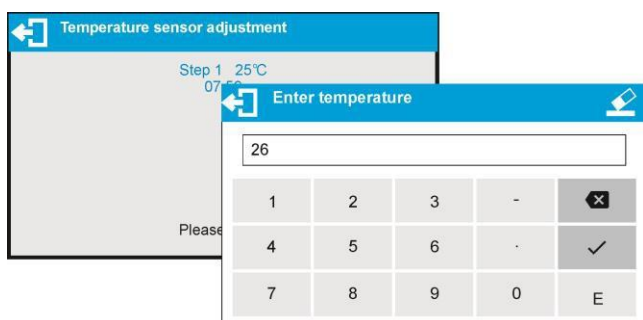 Temperature sensor adjustment
Step 1 25℃
Enter temperature
26
1 2 3 -
Please
4 5 6 .
7 8 9 0 E